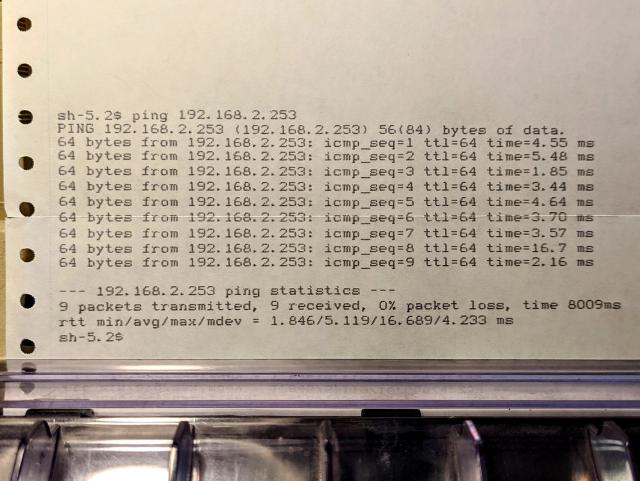 sh-5.2$ ping 192.168.2.253
PING 192.168.2.253 (192.168.2.253) 56(84) bytes of data.
64 bytes from 192.168.2.253: icmp_seq=1 ttl=64 time=4.55 ms
64 bytes from 192.168.2.253: icmp_seq=2 ttl=64 time=5.48 ms
64 bytes from 192.168.2.253: icmp_seq=3 ttl=64 time=1.85 ms
64 bytes from 192.168.2.253: icmp_seq=4 ttl=64 time=3.44 ms
64 bytes from 192.168.2.253: icmp_seq=5 ttl=64 time=4.64 ms
64 bytes from 192.168.2.253: icmp_seq=6 ttl=64 time=3.70 ms
64 bytes from 192.168.2.253: icmp_seq=7 ttl=64 time=3.57 ms
64 bytes from 192.168.2.253: icmp_seq=8 ttl=64 time=16.7 ms
64 bytes from 192.168.2.253: icmp_seq=9 ttl=64 time=2.16 ms
--- 192.168.2.253 ping statistics ---
9 packets transmitted, 9 received, 0% packet loss, time 8009ms
rtt min/avg/max/mdev = 1.846/5.119/16.689/4.233 ms
sh-5.2$